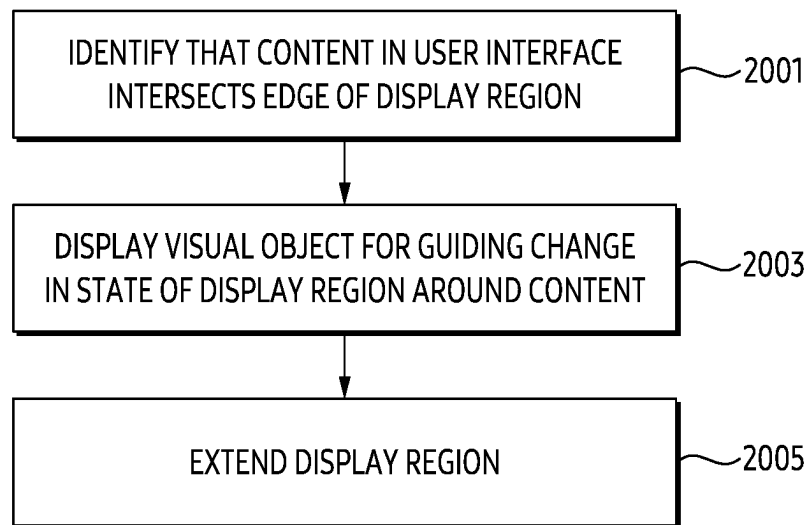 IDENTIFY THAT CONTENT IN USER INTERFACE
INTERSECTS EDGE OF DISPLAY REGION
2001
DISPLAY VISUAL OBJECT FOR GUIDING CHANGE
IN STATE OF DISPLAY REGION AROUND CONTENT
2003
EXTEND DISPLAY REGION
2005